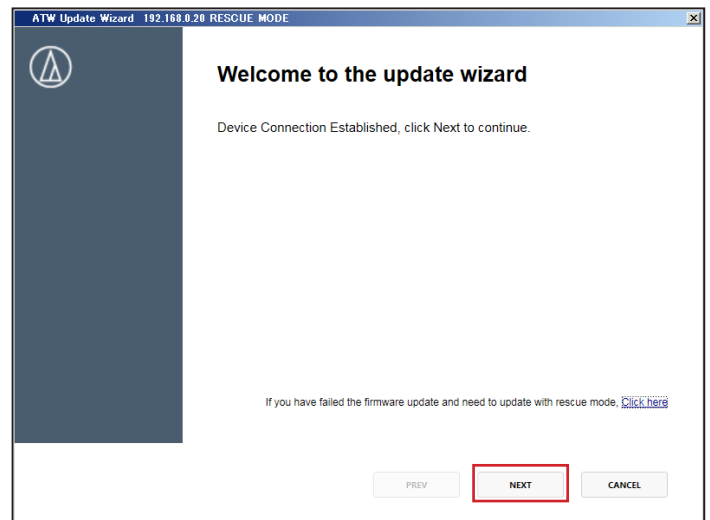 ATW Update Wizard 192.168.0.20 RESCUE MODE
Welcome to the update wizard
Device Connection Established, click Next to continue.
If you have failed the firmware update and need to update with rescue mode, Click here
PREV NEXT CANCEL